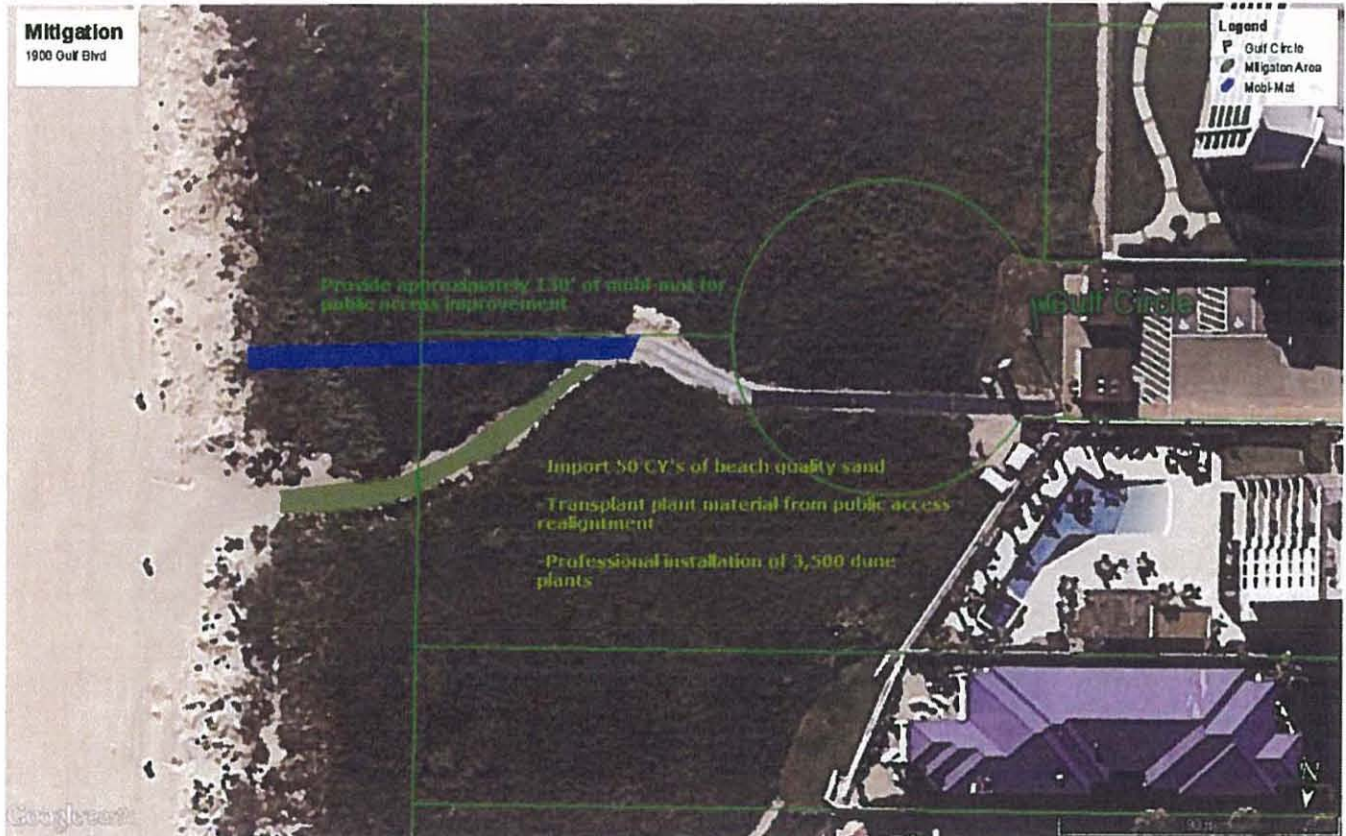 Mitigation
1900 Gulf Blvd
Legend
Gulf Circle
Mitigaton Area
Mobi-Mat
Provide approximately 130' of mobi-mat for
public access improvement
Gulf Circle
-Import 50 CY's of beach quality sand
-Transplant plant material from public access
realignment
-Professional installation of 3,500 dune
plants
N
Google earth